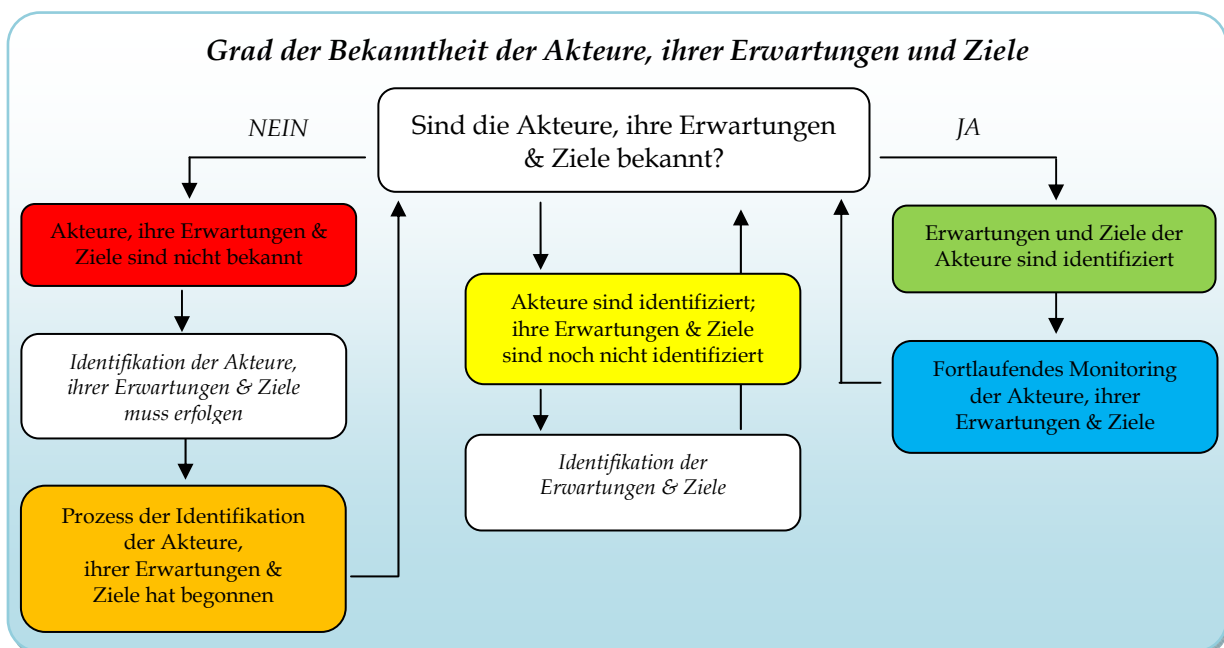 Grad der Bekanntheit der Akteure, ihrer Erwartungen und Ziele
NEIN
Sind die Akteure, ihre Erwartungen
& Ziele bekannt?
JA
Akteure, ihre Erwartungen &
Ziele sind nicht bekannt
Identifikation der Akteure,
ihrer Erwartungen & Ziele
muss erfolgen
Prozess der Identifikation
der Akteure,
ihrer Erwartungen &
Ziele hat begonnen
Akteure sind identifiziert;
ihre Erwartungen & Ziele
sind noch nicht identifiziert
Identifikation der
Erwartungen & Ziele
Erwartungen und Ziele der
Akteure sind identifiziert
Fortlaufendes Monitoring
der Akteure, ihrer
Erwartungen & Ziele